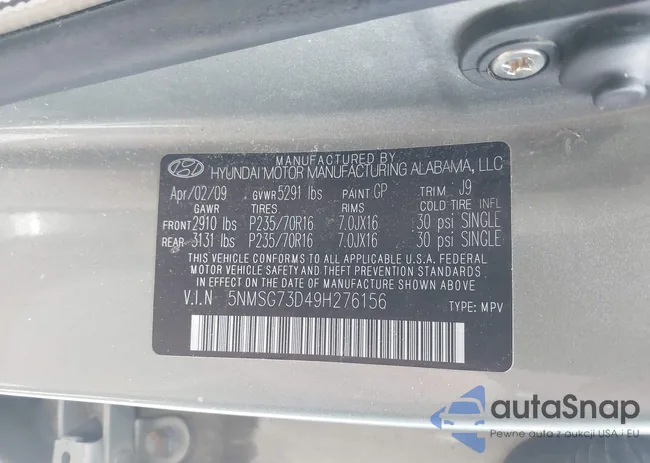 MANUFACTURED BY
HYUNDAI MOTOR MANUFACTURING ALABAMA, LLC
Apr/02/09 GVWR 5291 lbs PAINT: GP TRIM : J9
GAWR TIRES RIMS COLD TIRE INFL
FRONT 2910 lbs P235/70R16 7.0JX16 30 psi SINGLE
REAR 3131 lbs P235/70R16 7.0JX16 30 psi SINGLE
THIS VEHICLE CONFORMS TO ALL APPLICABLE U.S.A. FEDERAL
MOTOR VEHICLE SAFETY AND THEFT PREVENTION STANDARDS
IN EFFECT ON THE DATE OF MANUFACTURE SHOWN ABOVE
V.I.N 5NMSG73D49H276156 TYPE: MPV
autaSnap
Pewne auta z aukcji USA i EU